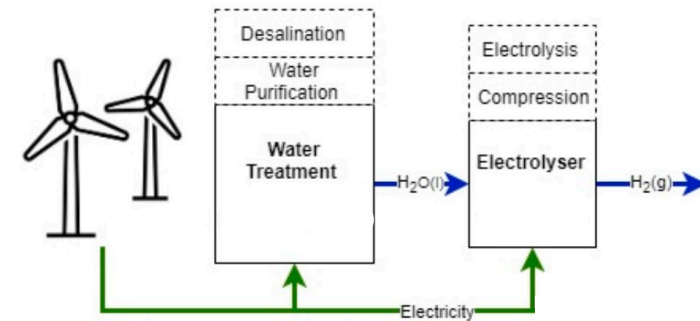 Desalination
Water
Purification
Water
Treatment
H₂O(l)
Electrolysis
Compression
Electrolyser
H₂(g)
Electricity